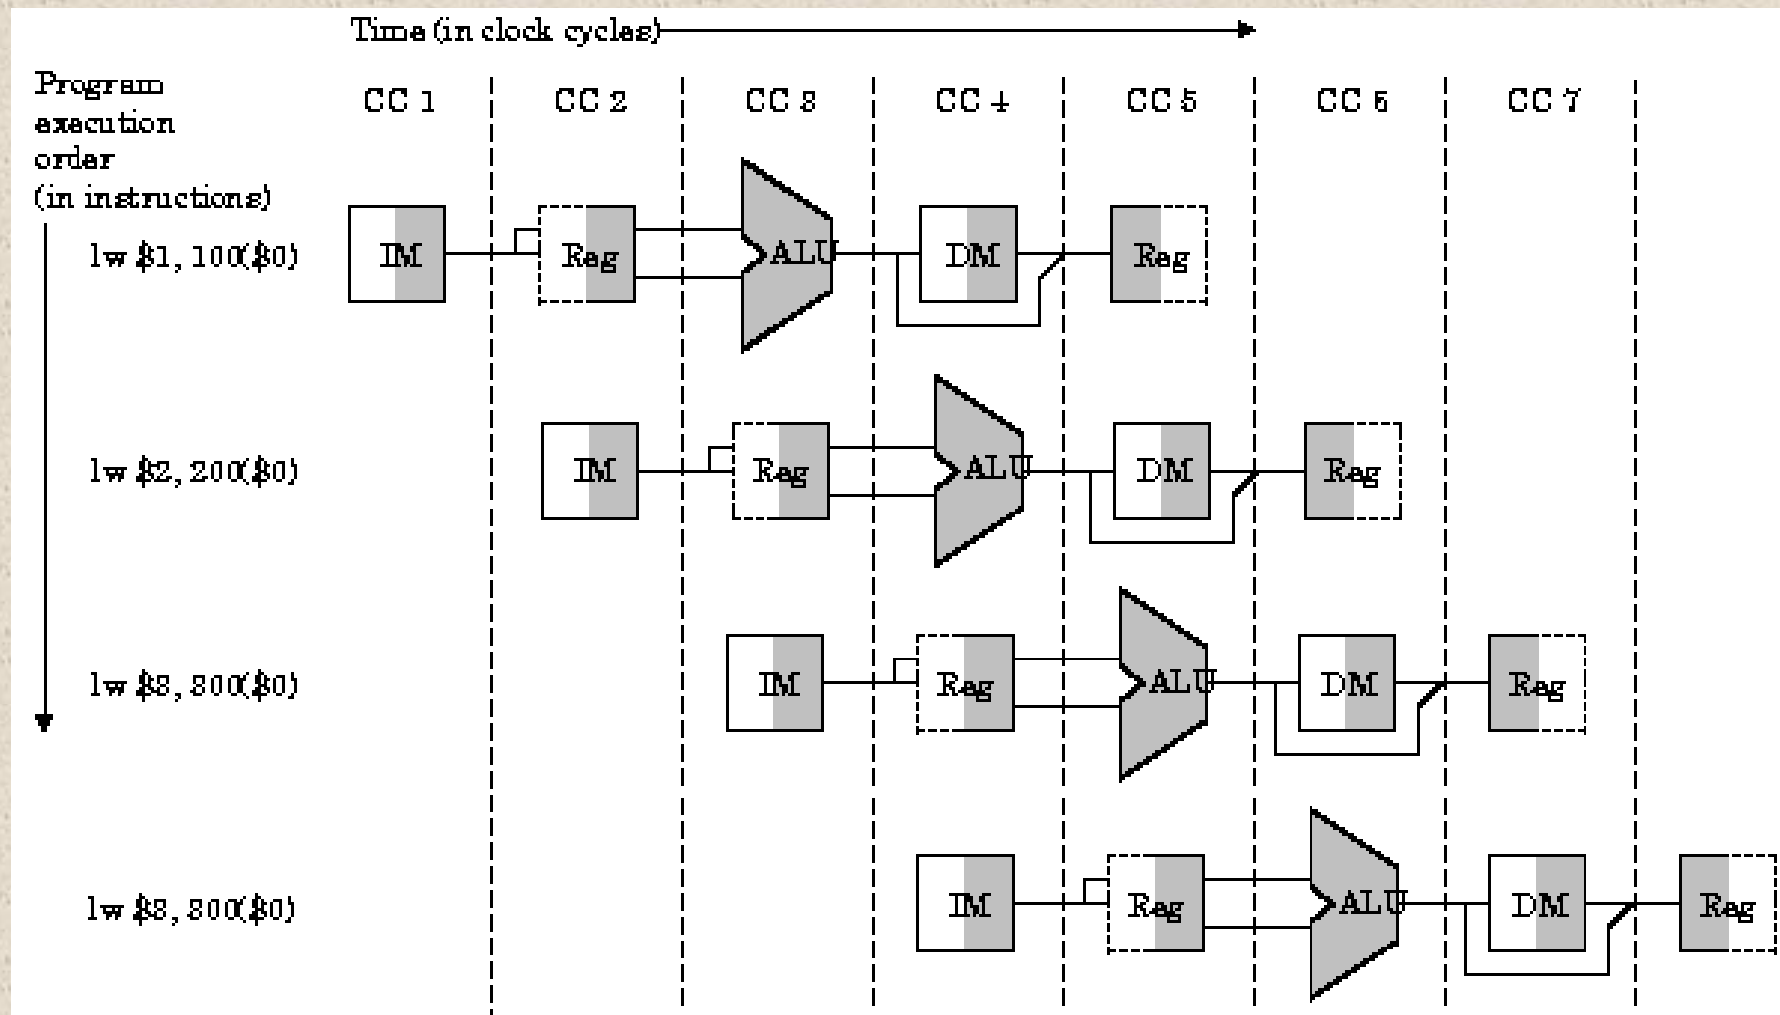 Time (in clock cycles)
Program
execution
order
(in instructions)
CC 1
CC 2
CC 3
CC 4
CC 5
CC 6
CC 7
lw $1, 100($0)
IM
Reg
ALU
DM
Reg
lw $2, 200($0)
IM
Reg
ALU
DM
Reg
lw $3, 300($0)
IM
Reg
ALU
DM
Reg
lw $3, 300($0)
IM
Reg
ALU
DM
Reg